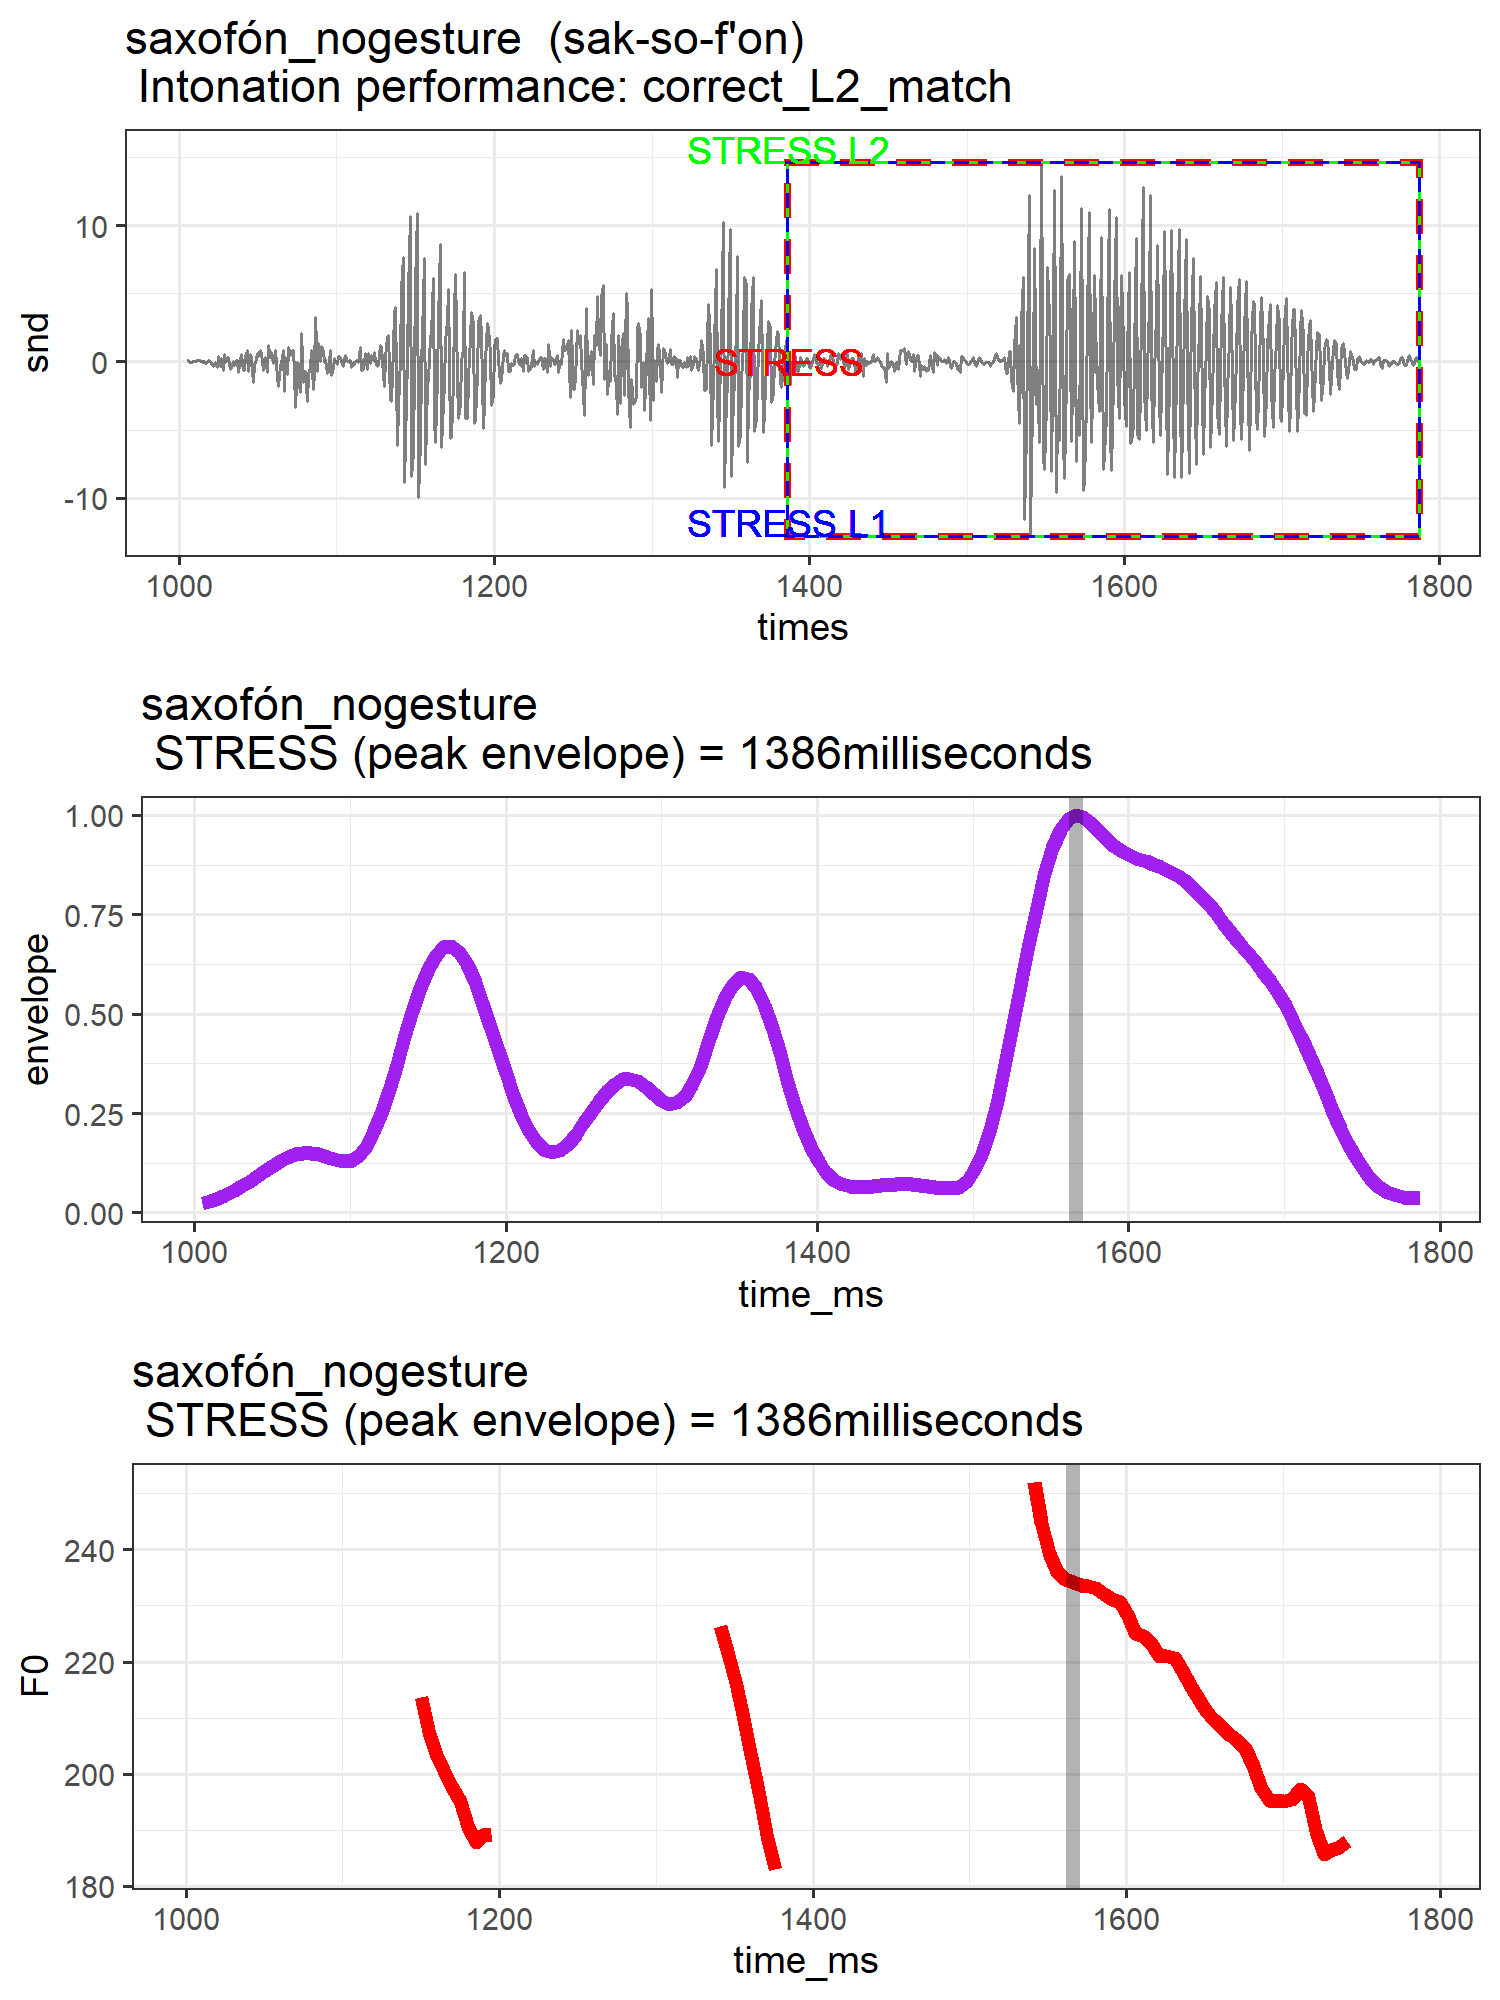 saxofón_nogesture  (sak-so-f'on)
Intonation performance: correct_L2_match
STRESS L2
STRESS
STRESS L1
10
0
-10
snd
1000 1200 1400 1600 1800
times
saxofón_nogesture
STRESS (peak envelope) = 1386milliseconds
1.00
0.75
0.50
0.25
0.00
envelope
1000 1200 1400 1600 1800
time_ms
saxofón_nogesture
STRESS (peak envelope) = 1386milliseconds
240
220
200
180
F0
1000 1200 1400 1600 1800
time_ms